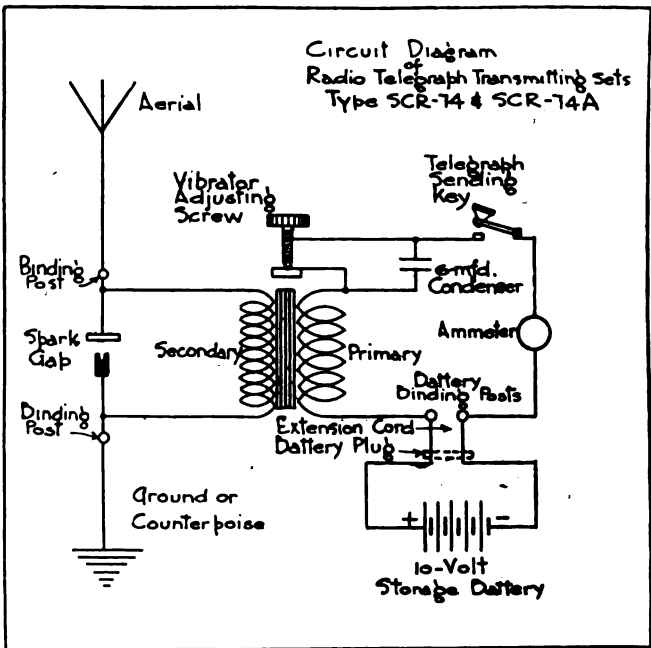 Circuit Diagram
of
Radio Telegraph Transmitting Sets
Type SCR-74 & SCR-74A
Aerial
Telegraph
Sending
Key
Vibrator
Adjusting
Screw
Binding
Post
6 mfd.
Condenser
Spark
Gap
Secondary
Primary
Ammeter
Battery
Binding Posts
Binding
Post
Extension Cord
Battery Plug
Ground or
Counterpoise
+ -
10-Volt
Storage Battery